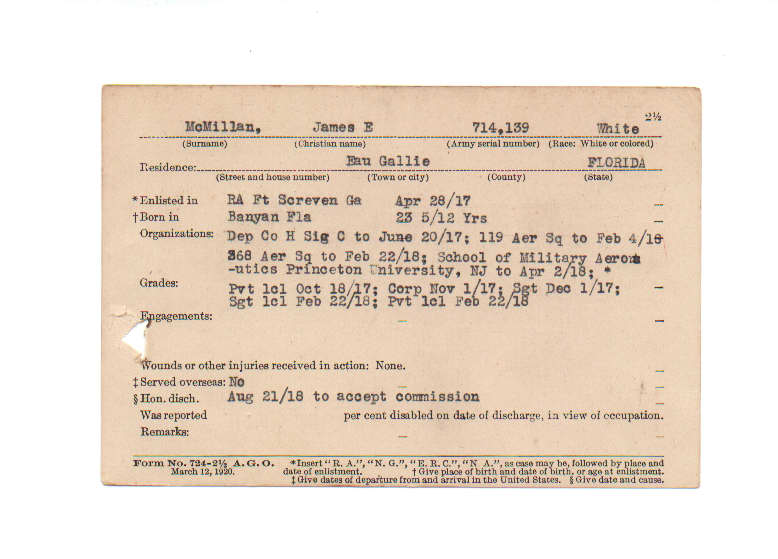 2½
McMillan, James E 714,139 White
(Surname) (Christian name) (Army serial number) (Race: White or colored)
Residence: Eau Gallie FLORIDA
(Street and house number) (Town or city) (County) (State)
*Enlisted in RA Ft Screven Ga Apr 28/17
†Born in Banyan Fla 23 5/12 Yrs
Organizations: Dep Co H Sig C to June 20/17; 119 Aer Sq to Feb 4/18
368 Aer Sq to Feb 22/18; School of Military Aeron
-utics Princeton University, NJ to Apr 2/18; *
Grades: Pvt 1cl Oct 18/17; Corp Nov 1/17; Sgt Dec 1/17;
Sgt 1cl Feb 22/18; Pvt 1cl Feb 22/18
Engagements:
Wounds or other injuries received in action: None.
‡Served overseas: No
§Hon. disch. Aug 21/18 to accept commission
Was reported per cent disabled on date of discharge, in view of occupation.
Remarks:
Form No. 724-2½ A. G. O. *Insert "R. A.", "N. G.", "E. R. C.", "N A.", as case may be, followed by place and
March 12, 1920. date of enlistment. †Give place of birth and date of birth, or age at enlistment.
‡Give dates of departure from and arrival in the United States. §Give date and cause.